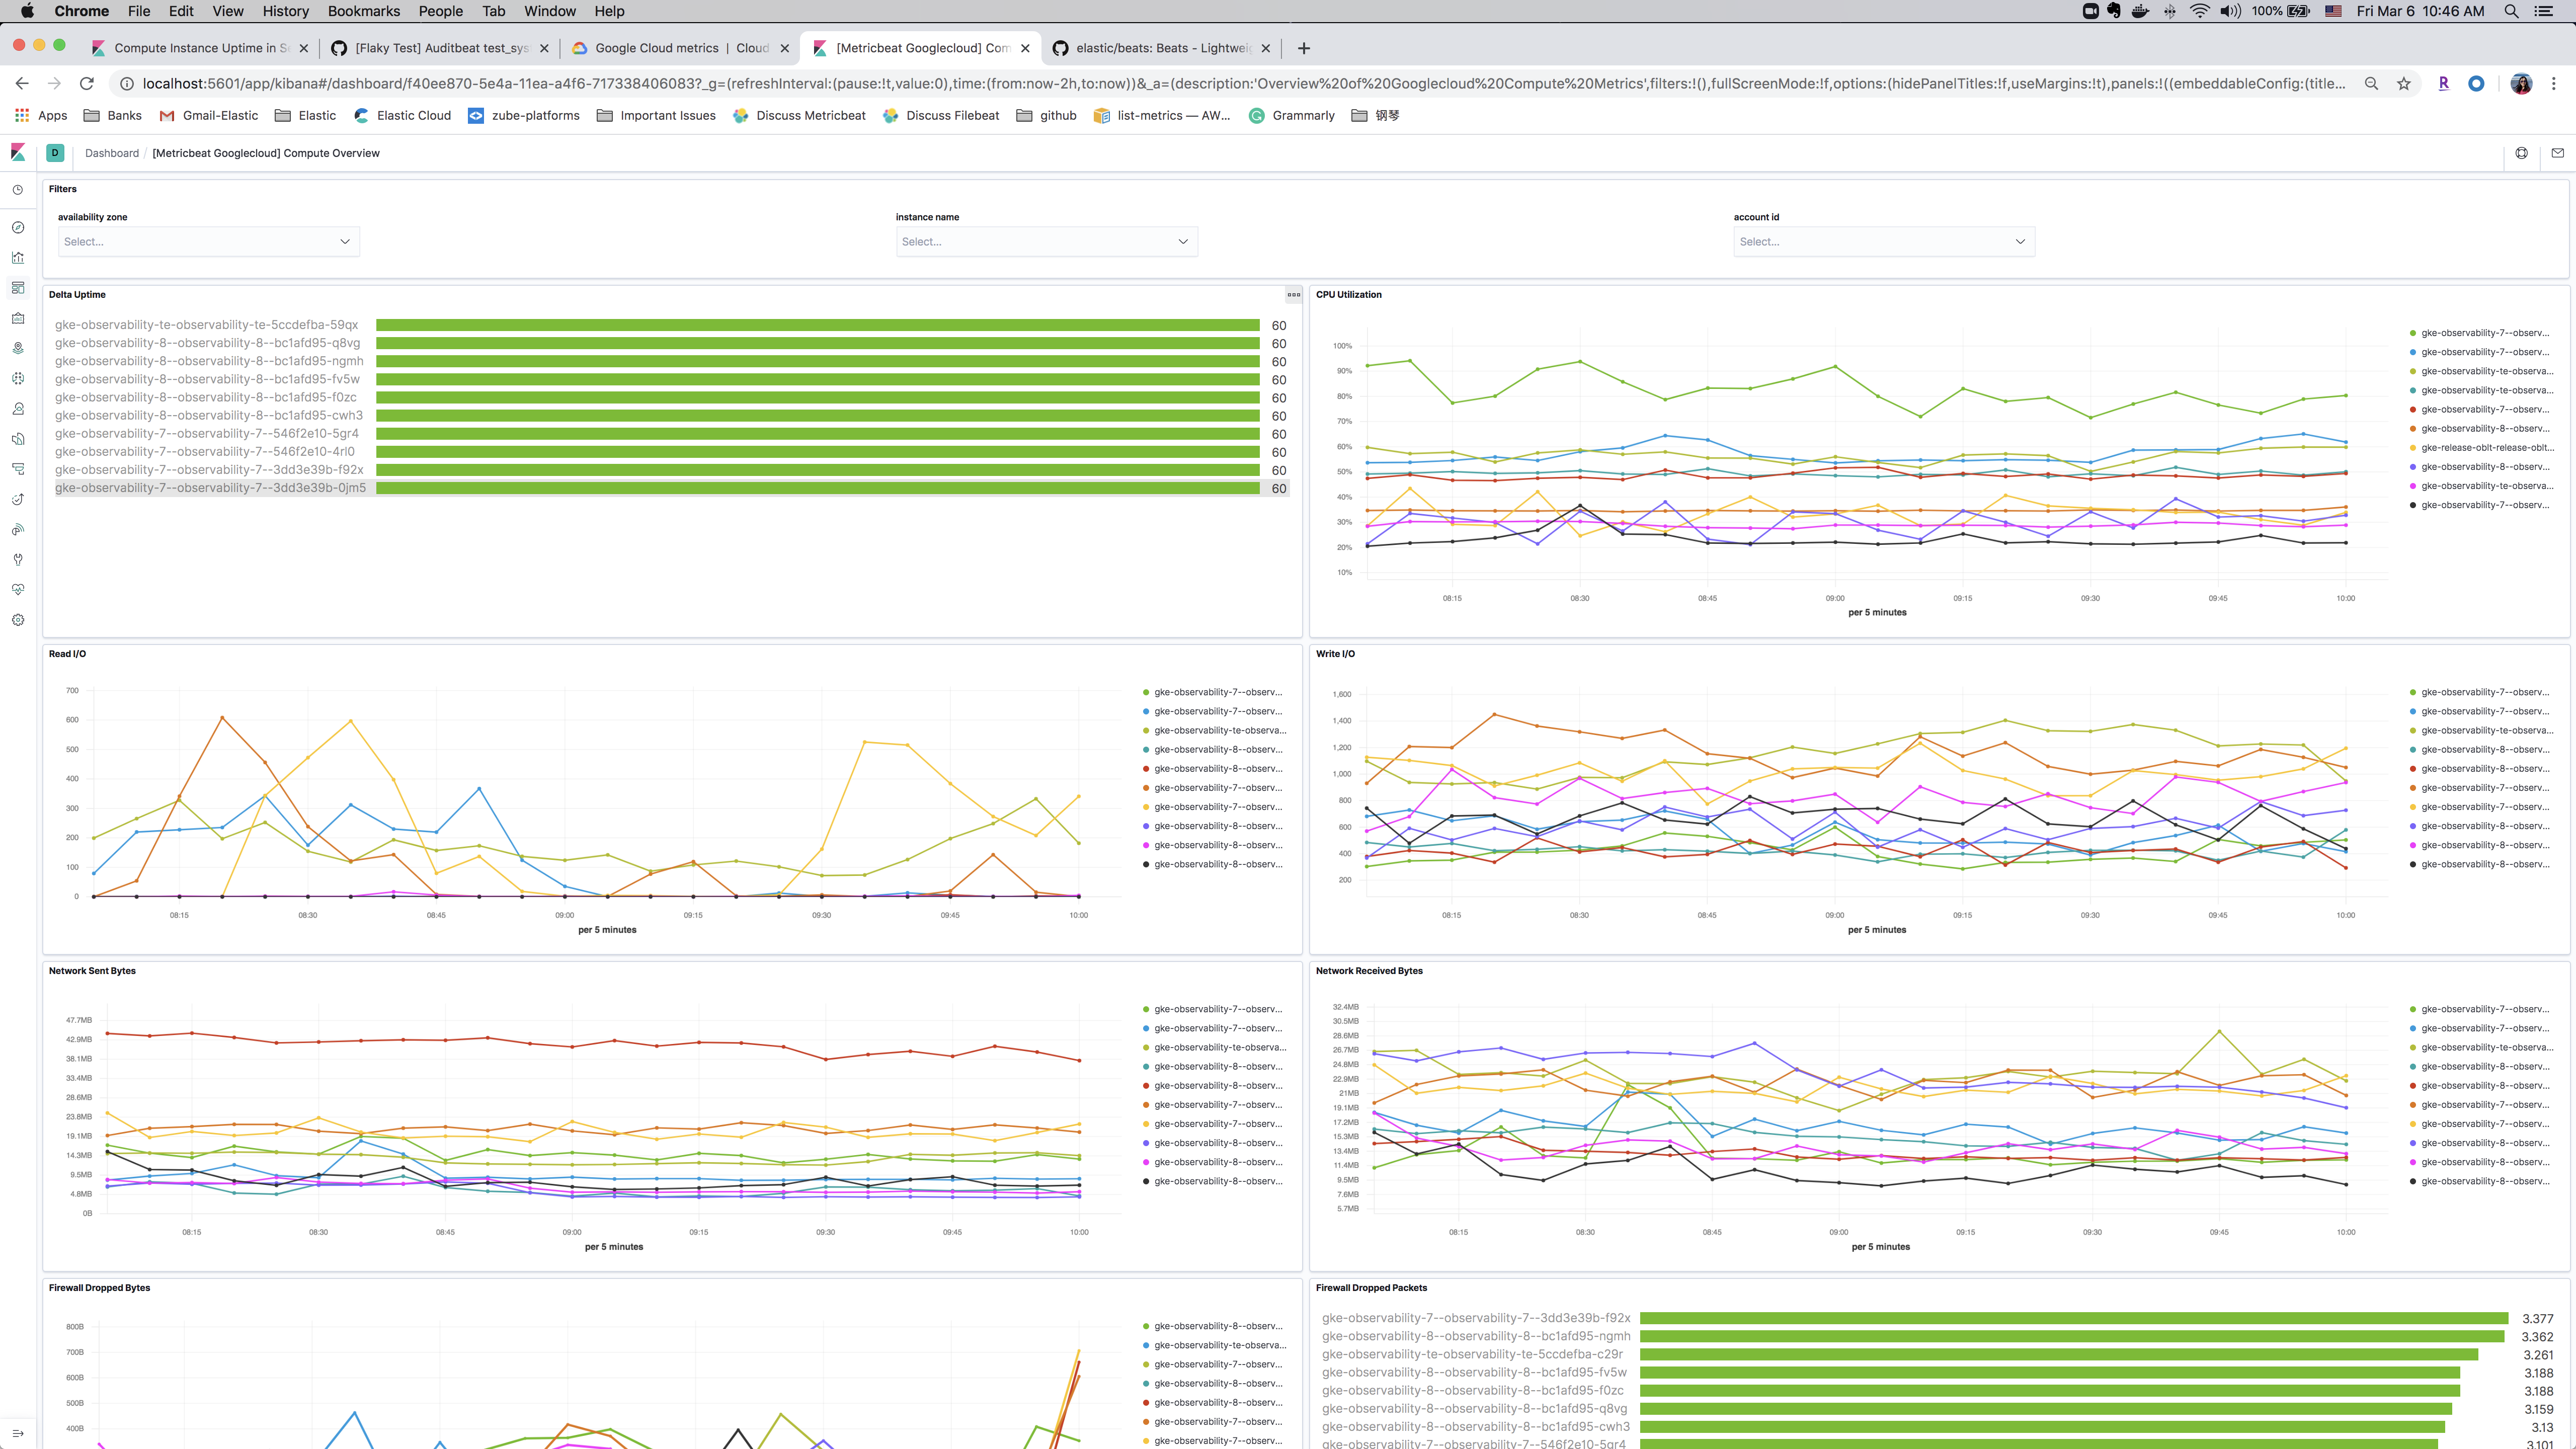 Chrome File Edit View History Bookmarks People Tab Window Help 100% Fri Mar 6 10:46 AM
Compute Instance Uptime in S [Flaky Test] Auditbeat test_sys Google Cloud metrics | Cloud [Metricbeat Googlecloud] Com elastic/beats: Beats - Lightwei
localhost:5601/app/kibana#/dashboard/f40ee870-5e4a-11ea-a4f6-717338406083?_g=(refreshInterval:(pause:!t,value:0),time:(from:now-2h,to:now))&_a=(description:'Overview%20of%20Googlecloud%20Compute%20Metrics',filters:!(),fullScreenMode:!f,options:(hidePanelTitles:!f,useMargins:!t),panels:!((embeddableConfig:(title...
Apps Banks Gmail-Elastic Elastic Elastic Cloud zube-platforms Important Issues Discuss Metricbeat Discuss Filebeat github list-metrics — AW... Grammarly 钢琴
D Dashboard / [Metricbeat Googlecloud] Compute Overview
Filters
availability zone instance name account id
Select... Select... Select...
Delta Uptime
gke-observability-te-observability-te-5ccdefba-59qx 60
gke-observability-8--observability-8--bc1afd95-q8vg 60
gke-observability-8--observability-8--bc1afd95-ngmh 60
gke-observability-8--observability-8--bc1afd95-fv5w 60
gke-observability-8--observability-8--bc1afd95-f0zc 60
gke-observability-8--observability-8--bc1afd95-cwh3 60
gke-observability-7--observability-7--546f2e10-5gr4 60
gke-observability-7--observability-7--546f2e10-4rl0 60
gke-observability-7--observability-7--3dd3e39b-f92x 60
gke-observability-7--observability-7--3dd3e39b-0jm5 60
CPU Utilization
100%
90%
80%
70%
60%
50%
40%
30%
20%
10%
08:15 08:30 08:45 09:00 09:15 09:30 09:45 10:00
per 5 minutes
gke-observability-7--observ...
gke-observability-7--observ...
gke-observability-te-observa...
gke-observability-te-observa...
gke-observability-7--observ...
gke-observability-8--observ...
gke-release-oblt-release-oblt...
gke-observability-8--observ...
gke-observability-te-observa...
gke-observability-7--observ...
Read I/O
700
600
500
400
300
200
100
0
08:15 08:30 08:45 09:00 09:15 09:30 09:45 10:00
per 5 minutes
gke-observability-7--observ...
gke-observability-7--observ...
gke-observability-te-observa...
gke-observability-8--observ...
gke-observability-8--observ...
gke-observability-7--observ...
gke-observability-7--observ...
gke-observability-8--observ...
gke-observability-8--observ...
gke-observability-8--observ...
Write I/O
1,600
1,400
1,200
1,000
800
600
400
200
08:15 08:30 08:45 09:00 09:15 09:30 09:45 10:00
per 5 minutes
gke-observability-7--observ...
gke-observability-7--observ...
gke-observability-te-observa...
gke-observability-8--observ...
gke-observability-8--observ...
gke-observability-7--observ...
gke-observability-7--observ...
gke-observability-8--observ...
gke-observability-8--observ...
gke-observability-8--observ...
Network Sent Bytes
47.7MB
42.9MB
38.1MB
33.4MB
28.6MB
23.8MB
19.1MB
14.3MB
9.5MB
4.8MB
0B
08:15 08:30 08:45 09:00 09:15 09:30 09:45 10:00
per 5 minutes
gke-observability-7--observ...
gke-observability-7--observ...
gke-observability-te-observa...
gke-observability-8--observ...
gke-observability-8--observ...
gke-observability-7--observ...
gke-observability-7--observ...
gke-observability-8--observ...
gke-observability-8--observ...
gke-observability-8--observ...
Network Received Bytes
32.4MB
30.5MB
28.6MB
26.7MB
24.8MB
22.9MB
21MB
19.1MB
17.2MB
15.3MB
13.4MB
11.4MB
9.5MB
7.6MB
5.7MB
08:15 08:30 08:45 09:00 09:15 09:30 09:45 10:00
per 5 minutes
gke-observability-7--observ...
gke-observability-7--observ...
gke-observability-te-observa...
gke-observability-8--observ...
gke-observability-8--observ...
gke-observability-7--observ...
gke-observability-7--observ...
gke-observability-8--observ...
gke-observability-8--observ...
gke-observability-8--observ...
Firewall Dropped Bytes
800B
700B
600B
500B
400B
gke-observability-8--observ...
gke-observability-te-observa...
gke-observability-7--observ...
gke-observability-8--observ...
gke-observability-8--observ...
gke-observability-7--observ...
gke-observability-7--observ...
Firewall Dropped Packets
gke-observability-7--observability-7--3dd3e39b-f92x 3.377
gke-observability-8--observability-8--bc1afd95-ngmh 3.362
gke-observability-te-observability-te-5ccdefba-c29r 3.261
gke-observability-8--observability-8--bc1afd95-fv5w 3.188
gke-observability-8--observability-8--bc1afd95-f0zc 3.188
gke-observability-8--observability-8--bc1afd95-q8vg 3.159
gke-observability-8--observability-8--bc1afd95-cwh3 3.13
gke-observability-7--observability-7--546f2e10-5gr4 3.101